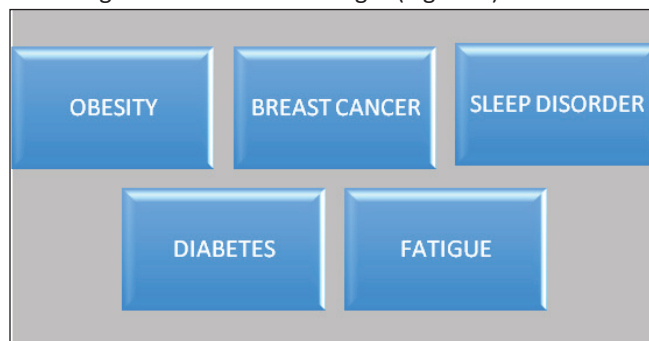 OBESITY
BREAST CANCER
SLEEP DISORDER
DIABETES
FATIGUE